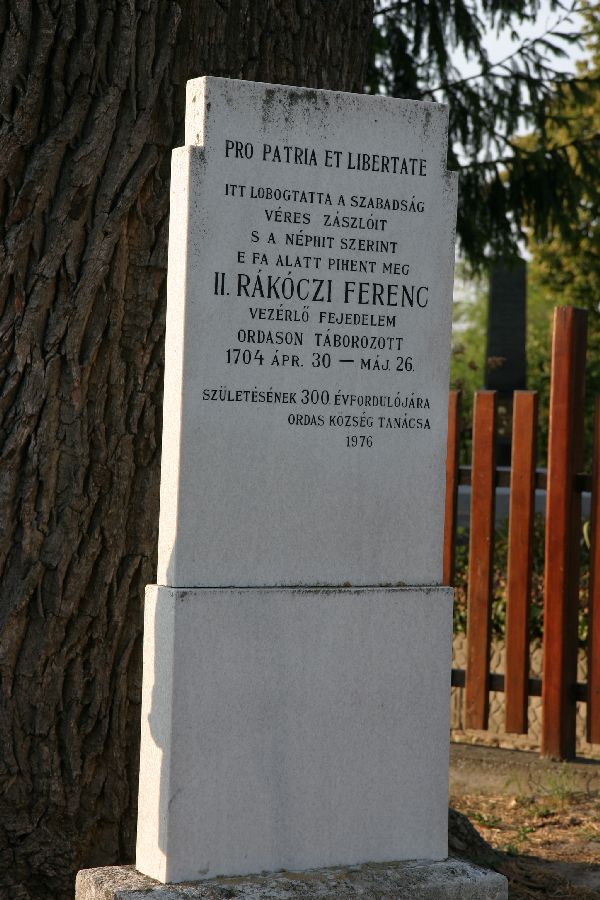 PRO PATRIA ET LIBERTATE
ITT LOBOGTATTA A SZABADSÁG
VÉRES ZÁSZLÓIT
S A NÉPHIT SZERINT
E FA ALATT PIHENT MEG
II. RÁKÓCZI FERENC
VEZÉRLŐ FEJEDELEM
ORDASON TÁBOROZOTT
1704 ÁPR. 30 — MÁJ. 26.
SZÜLETÉSÉNEK 300. ÉVFORDULÓJÁRA
ORDAS KÖZSÉG TANÁCSA
1976